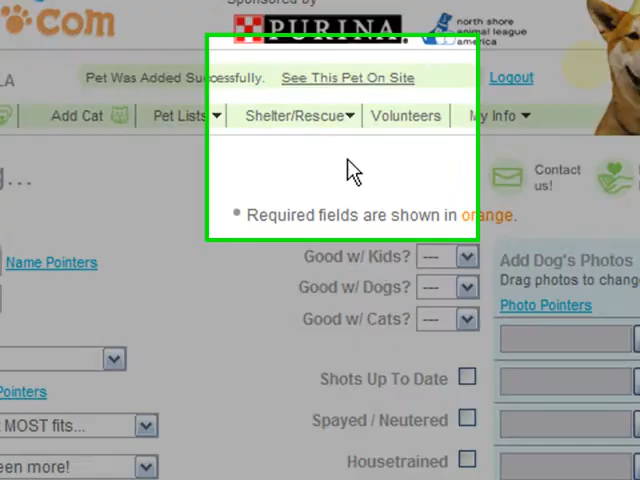 Sponsored by
com
PURINA.
north shore
animal league
america
LA
Pet Was Added Successfully. See This Pet On Site
Logout
Add Cat
Pet Lists
Shelter/Rescue
Volunteers
My Info
g...
Contact
us!
Required fields are shown in orange.
Name Pointers
Good w/ Kids? ---
Good w/ Dogs? ---
Good w/ Cats? ---
Add Dog's Photos
Drag photos to change
Photo Pointers
Shots Up To Date
Pointers
Spayed / Neutered
MOST fits...
Housetrained
een more!